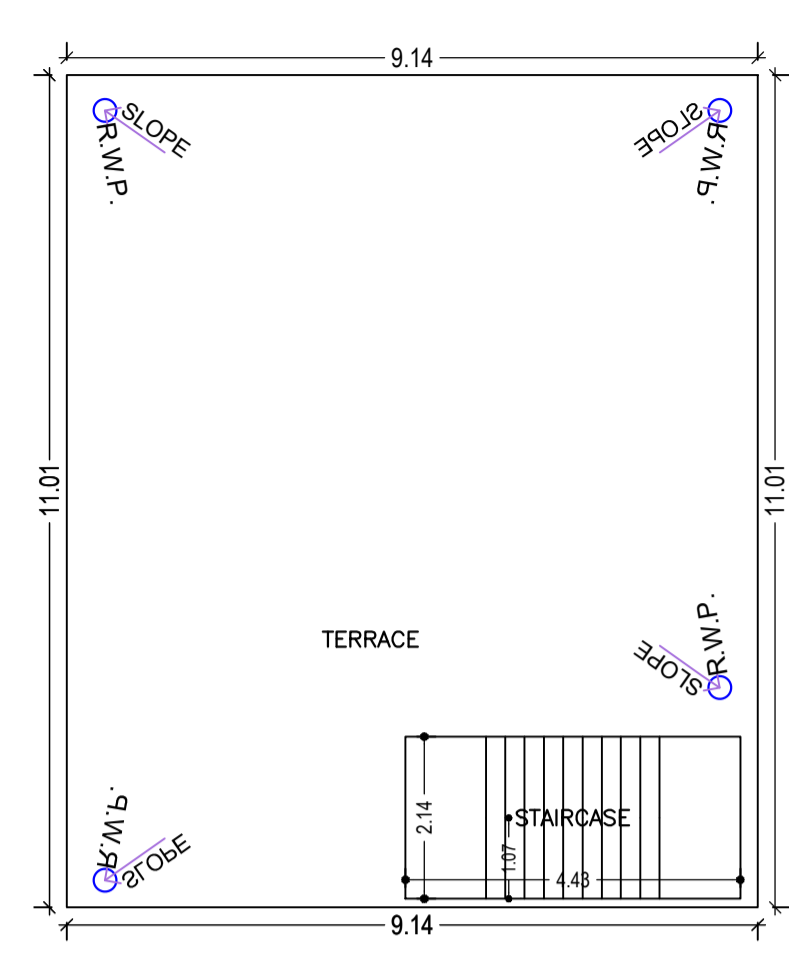 9.14
SLOPE
R.W.P.
SLOPE
R.W.P.
11.01
11.01
TERRACE
R.W.P.
SLOPE
R.W.P.
SLOPE
2.14
STAIRCASE
1.07
4.43
9.14